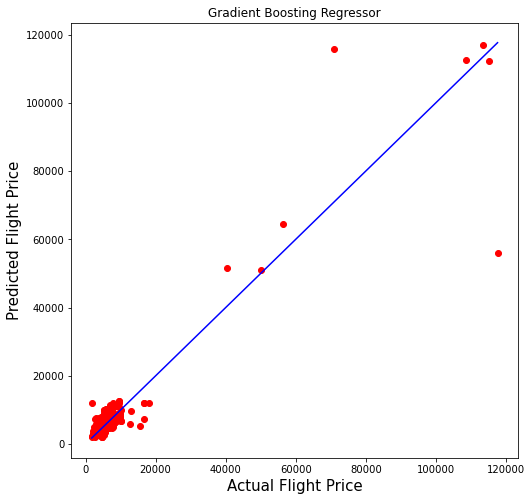 Gradient Boosting Regressor
120000
100000
80000
60000
40000
20000
0
Predicted Flight Price
0 20000 40000 60000 80000 100000 120000
Actual Flight Price